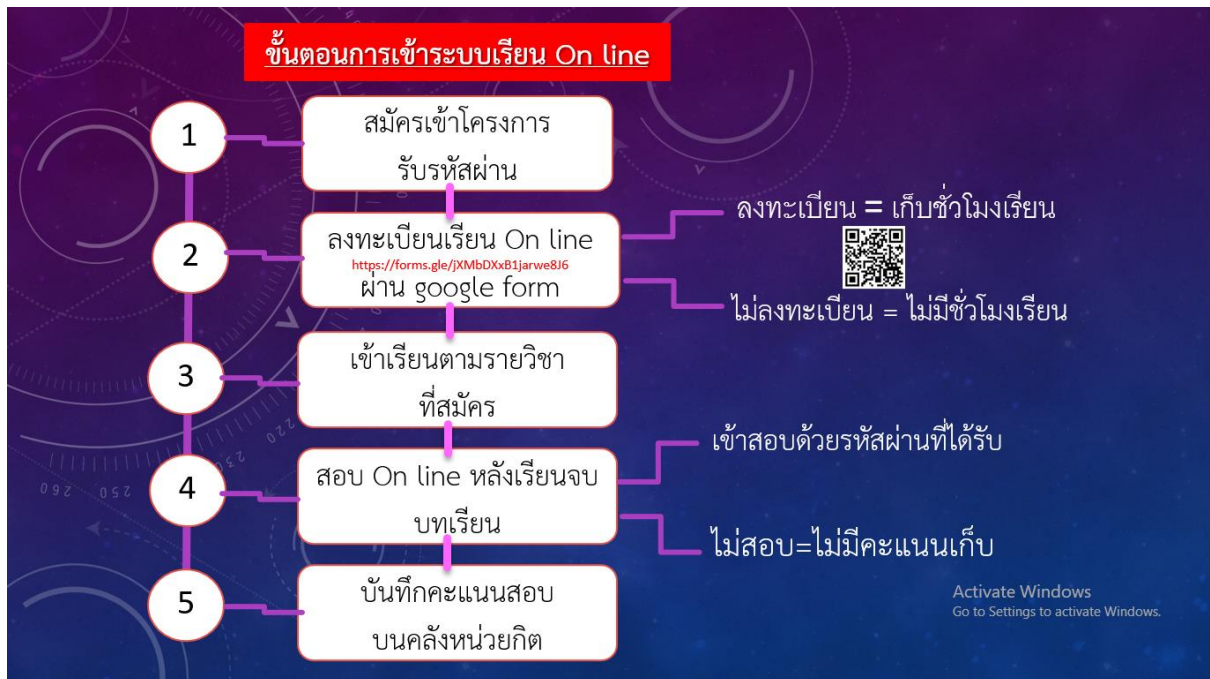 ขั้นตอนการเข้าระบบเรียน On line
1
สมัครเข้าโครงการ
รับรหัสผ่าน
2
ลงทะเบียนเรียน On line
https://forms.gle/jXMbDXxB1jarwe8J6
ผ่าน google form
ลงทะเบียน = เก็บชั่วโมงเรียน
ไม่ลงทะเบียน = ไม่มีชั่วโมงเรียน
3
เข้าเรียนตามรายวิชา
ที่สมัคร
4
สอบ On line หลังเรียนจบ
บทเรียน
เข้าสอบด้วยรหัสผ่านที่ได้รับ
ไม่สอบ=ไม่มีคะแนนเก็บ
5
บันทึกคะแนนสอบ
บนคลังหน่วยกิต
Activate Windows
Go to Settings to activate Windows.
220
230
250
260